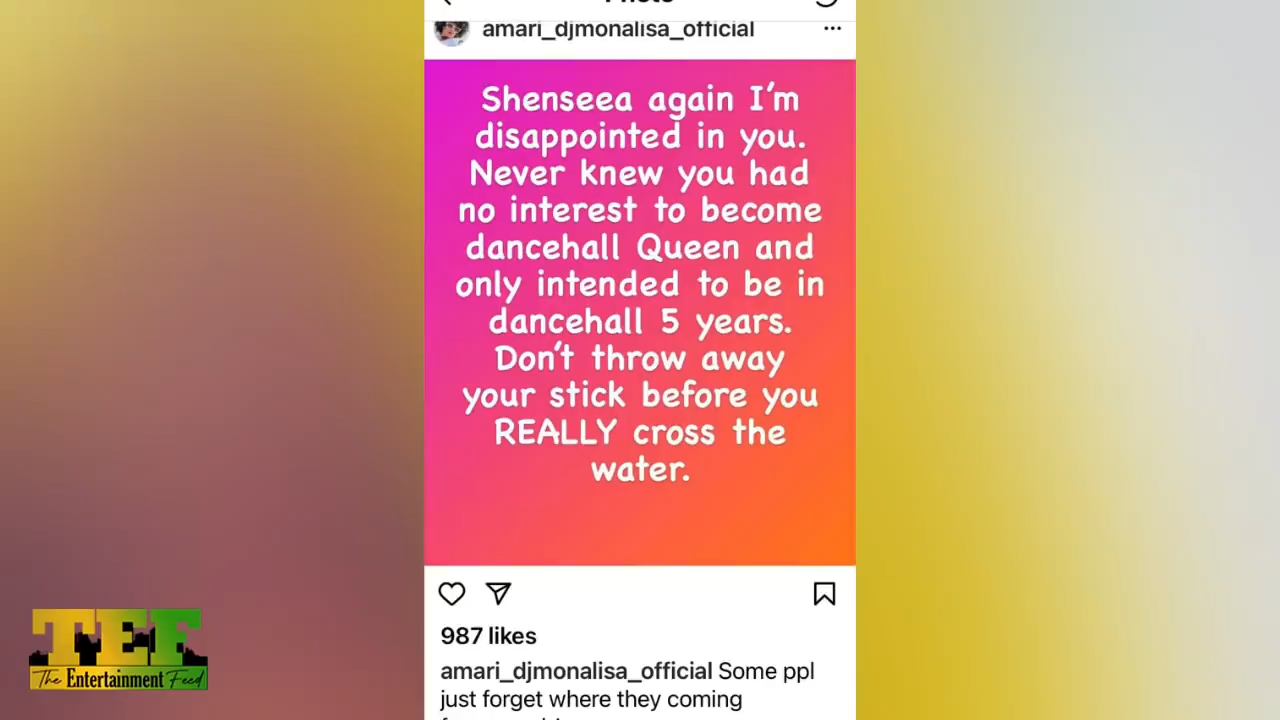 amari_djmonalisa_official
Shenseea again I'm
disappointed in you.
Never knew you had
no interest to become
dancehall Queen and
only intended to be in
dancehall 5 years.
Don't throw away
your stick before you
REALLY cross the
water.
987 likes
amari_djmonalisa_official Some ppl
just forget where they coming
TEF
The Entertainment Feed